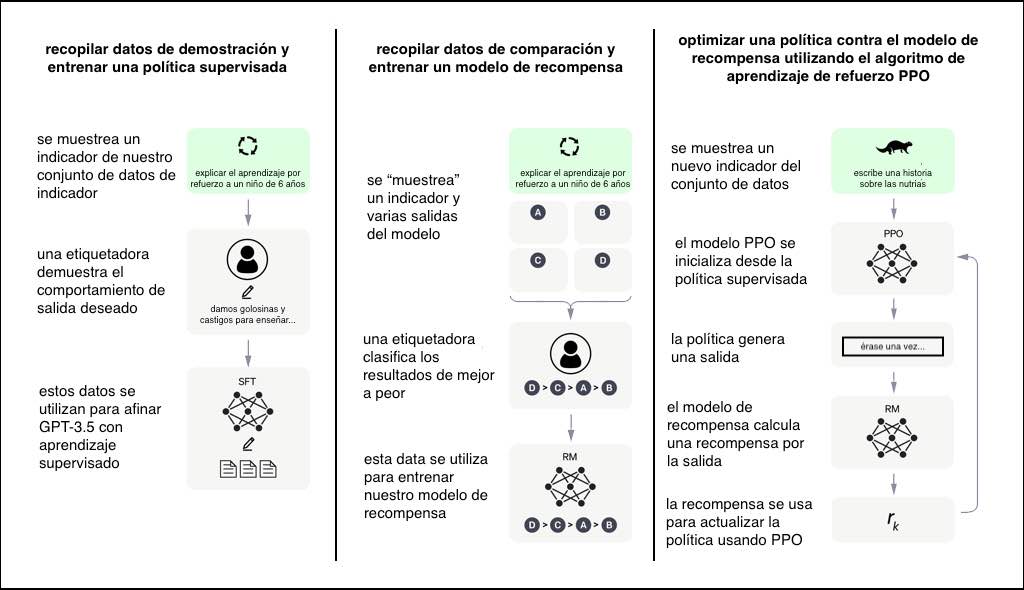 recopilar datos de demostración y
entrenar una política supervisada
se muestrea un
indicador de nuestro
conjunto de datos de
indicador
explicar el aprendizaje por
refuerzo a un niño de 6 años
una etiquetadora
demuestra el
comportamiento de
salida deseado
damos golosinas y
castigos para enseñar...
estos datos se
utilizan para afinar
GPT-3.5 con
aprendizaje
supervisado
SFT
recopilar datos de comparación y
entrenar un modelo de recompensa
se “muestrea”
un indicador y
varias salidas
del modelo
explicar el aprendizaje por
refuerzo a un niño de 6 años
A B
C D
una etiquetadora
clasifica los
resultados de mejor
a peor
D > C > A > B
esta data se utiliza
para entrenar
nuestro modelo de
recompensa
RM
D > C > A > B
optimizar una política contra el modelo de
recompensa utilizando el algoritmo de
aprendizaje de refuerzo PPO
se muestrea un
nuevo indicador del
conjunto de datos
escribe una historia
sobre las nutrias
el modelo PPO se
inicializa desde la
política supervisada
PPO
la política genera
una salida
érase una vez...
el modelo de
recompensa calcula
una recompensa por
la salida
RM
la recompensa se usa
para actualizar la
política usando PPO
rk